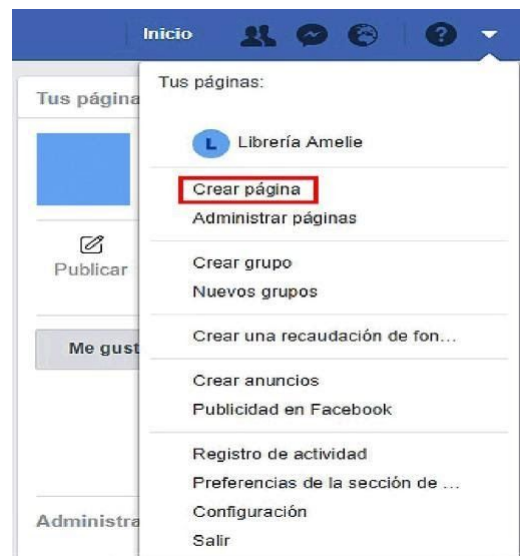 Inicio
Tus página
Publicar
Me gust
Administra
Tus páginas:
L Librería Amelie
Crear página
Administrar páginas
Crear grupo
Nuevos grupos
Crear una recaudación de fon...
Crear anuncios
Publicidad en Facebook
Registro de actividad
Preferencias de la sección de ...
Configuración
Salir